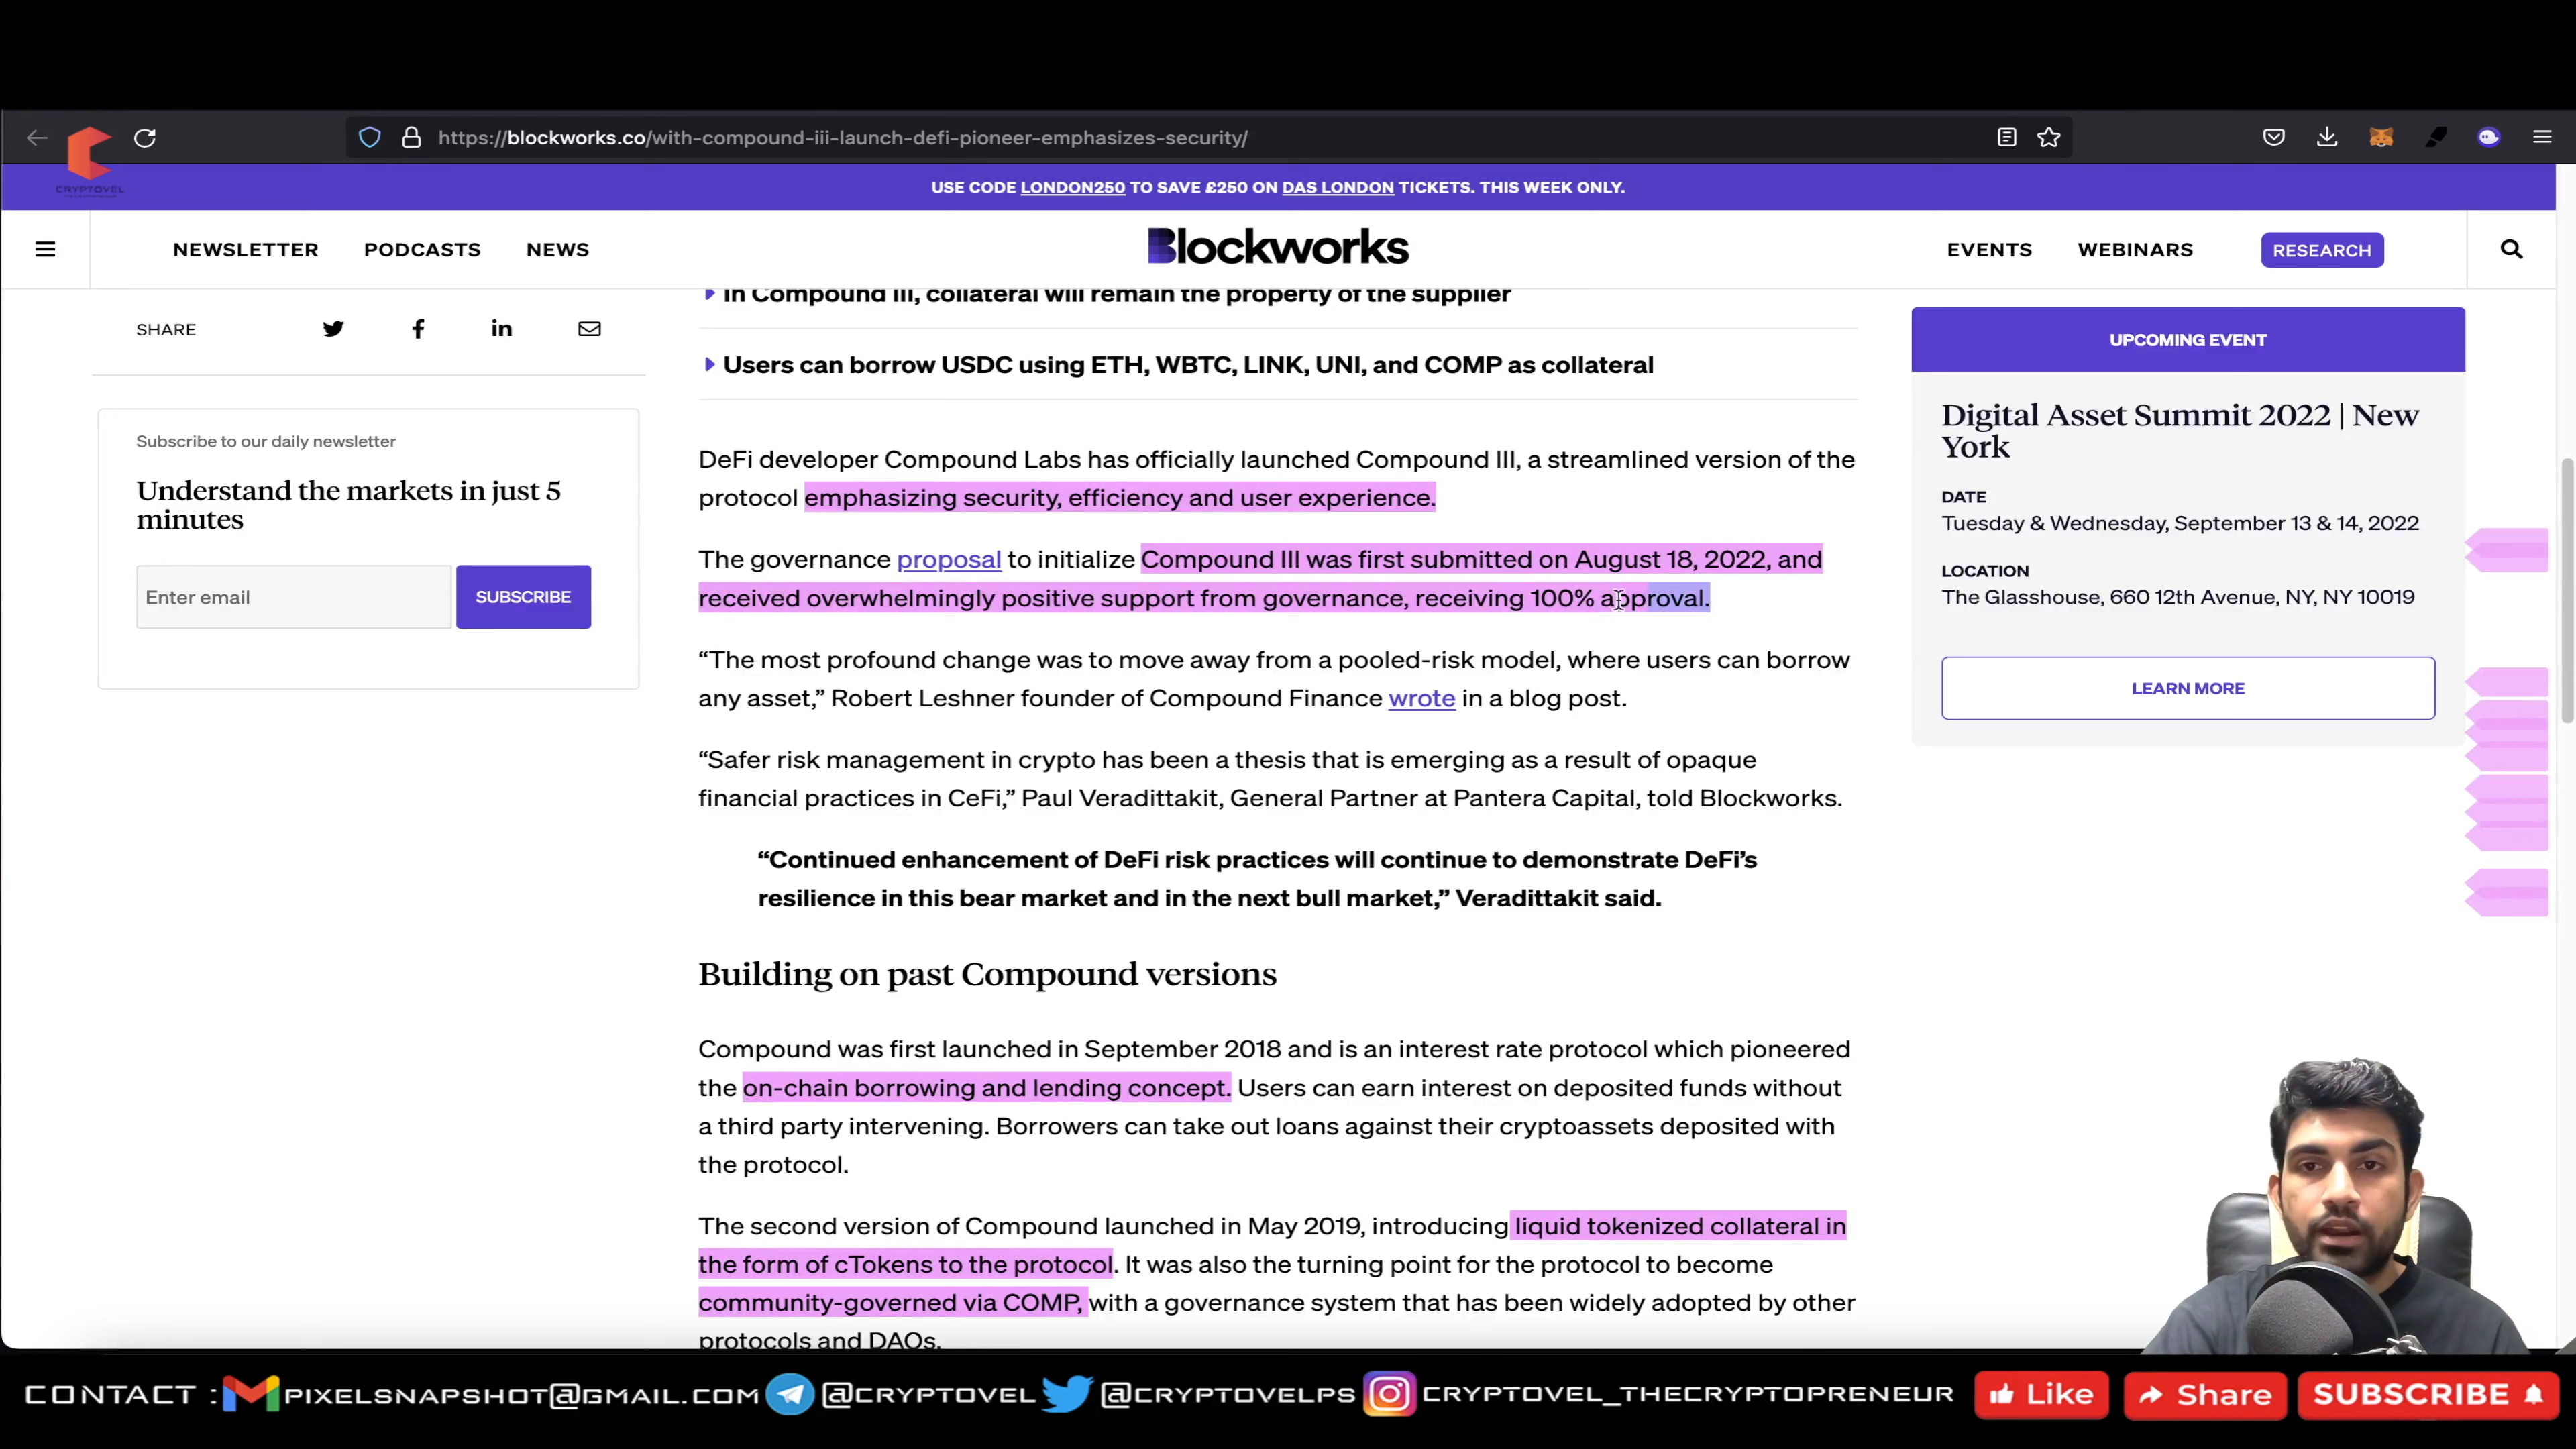 CRYPTOVEL
https://blockworks.co/with-compound-iii-launch-defi-pioneer-emphasizes-security/
USE CODE LONDON250 TO SAVE £250 ON DAS LONDON TICKETS. THIS WEEK ONLY.
NEWSLETTER PODCASTS NEWS
Blockworks
EVENTS WEBINARS RESEARCH
SHARE
Subscribe to our daily newsletter
Understand the markets in just 5
minutes
Enter email SUBSCRIBE
In Compound III, collateral will remain the property of the supplier
Users can borrow USDC using ETH, WBTC, LINK, UNI, and COMP as collateral
DeFi developer Compound Labs has officially launched Compound III, a streamlined version of the
protocol emphasizing security, efficiency and user experience.
The governance proposal to initialize Compound III was first submitted on August 18, 2022, and
received overwhelmingly positive support from governance, receiving 100% approval.
“The most profound change was to move away from a pooled-risk model, where users can borrow
any asset,” Robert Leshner founder of Compound Finance wrote in a blog post.
“Safer risk management in crypto has been a thesis that is emerging as a result of opaque
financial practices in CeFi,” Paul Veradittakit, General Partner at Pantera Capital, told Blockworks.
“Continued enhancement of DeFi risk practices will continue to demonstrate DeFi’s
resilience in this bear market and in the next bull market,” Veradittakit said.
Building on past Compound versions
Compound was first launched in September 2018 and is an interest rate protocol which pioneered
the on-chain borrowing and lending concept. Users can earn interest on deposited funds without
a third party intervening. Borrowers can take out loans against their cryptoassets deposited with
the protocol.
The second version of Compound launched in May 2019, introducing liquid tokenized collateral in
the form of cTokens to the protocol. It was also the turning point for the protocol to become
community-governed via COMP, with a governance system that has been widely adopted by other
protocols and DAOs.
UPCOMING EVENT
Digital Asset Summit 2022 | New
York
DATE
Tuesday & Wednesday, September 13 & 14, 2022
LOCATION
The Glasshouse, 660 12th Avenue, NY, NY 10019
LEARN MORE
CONTACT : PIXELSNAPSHOT@GMAIL.COM @CRYPTOVEL @CRYPTOVELPS CRYPTOVEL_THECRYPTOPRENEUR Like Share SUBSCRIBE